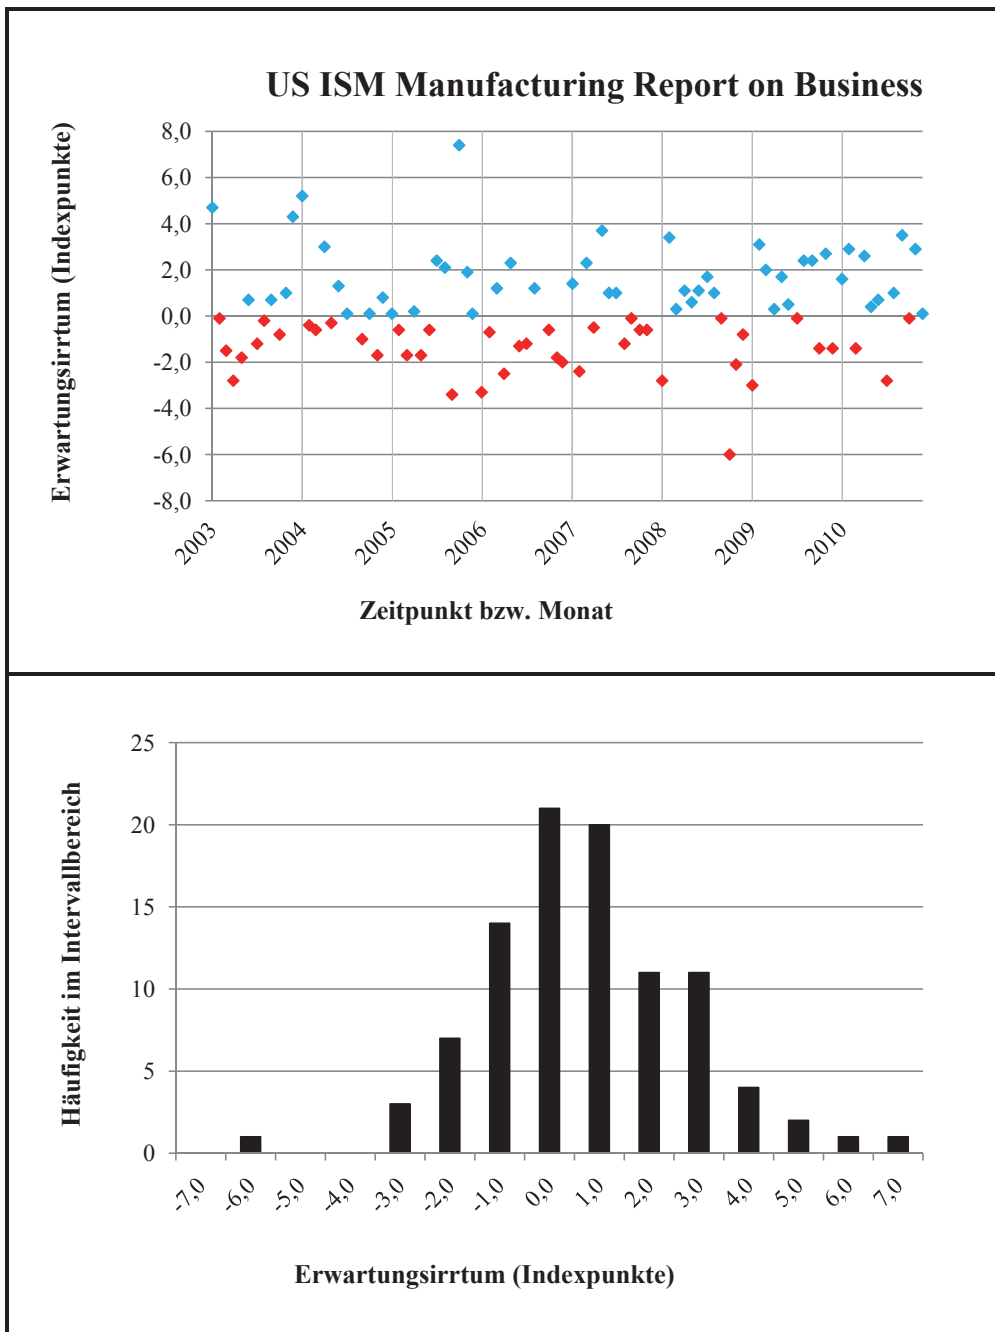 US ISM Manufacturing Report on Business
Erwartungsirrtum (Indexpunkte)
8,0
6,0
4,0
2,0
0,0
-2,0
-4,0
-6,0
-8,0
2003 2004 2005 2006 2007 2008 2009 2010
Zeitpunkt bzw. Monat
Häufigkeit im Intervallbereich
25
20
15
10
5
0
-7,0 -6,0 -5,0 -4,0 -3,0 -2,0 -1,0 0,0 1,0 2,0 3,0 4,0 5,0 6,0 7,0
Erwartungsirrtum (Indexpunkte)